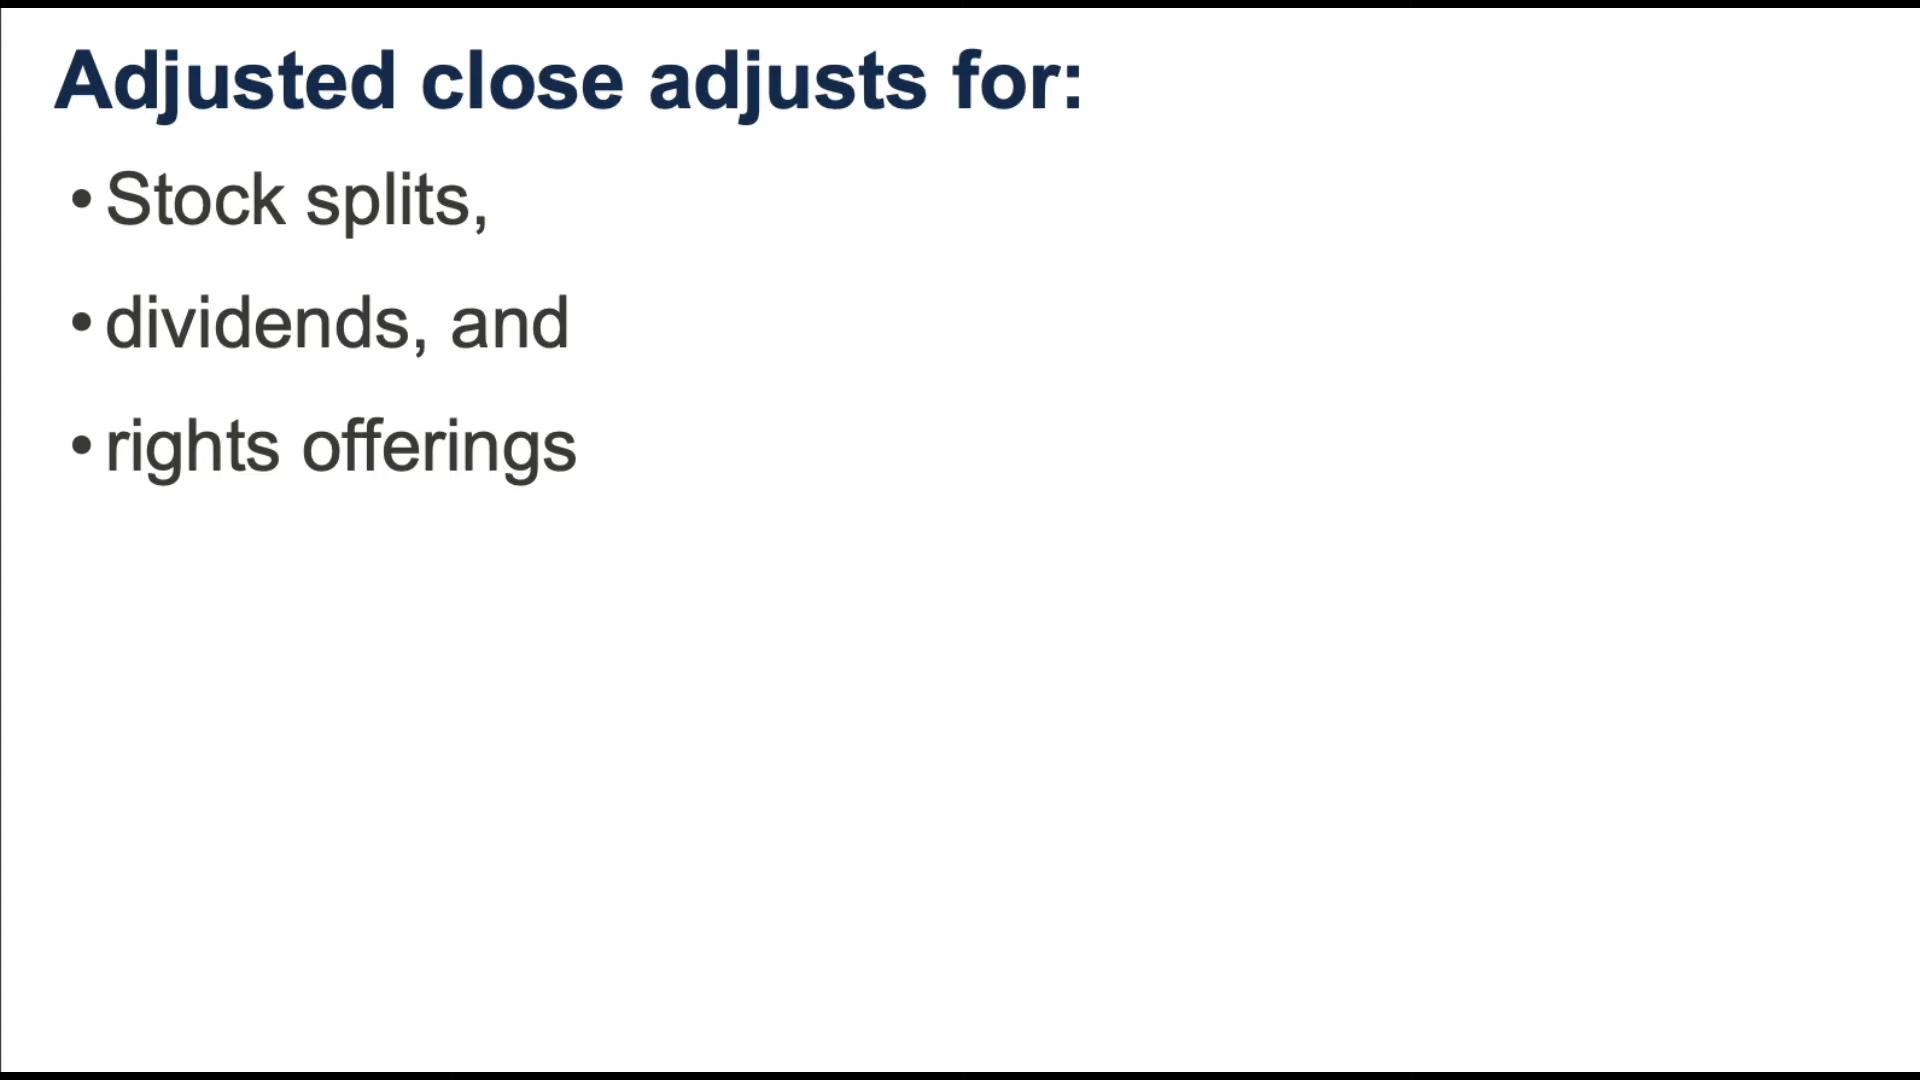 Adjusted close adjusts for:
• Stock splits,
• dividends, and
• rights offerings